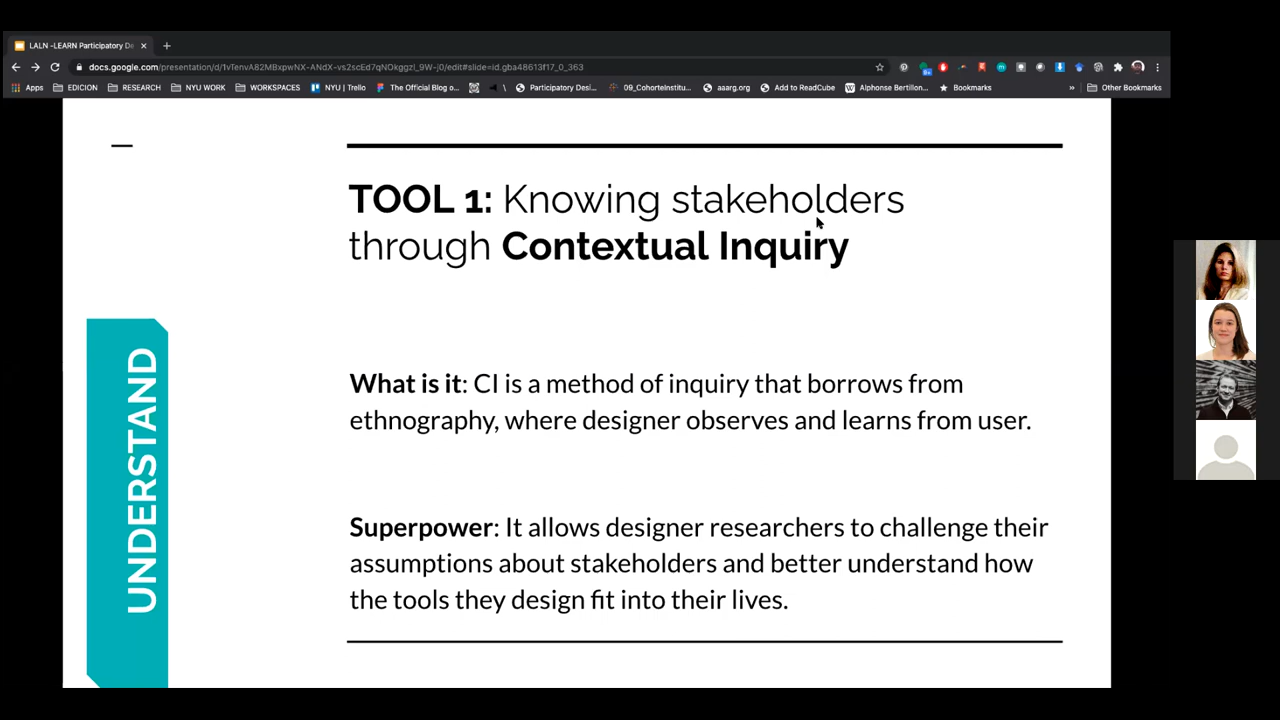 LALN -LEARN Participatory De
docs.google.com/presentation/d/1vTenvA82MBxpwNX-ANdX-vs2scEd7qNOkggzl_9W-j0/edit#slide=id.gba48613f17_0_363
Apps EDICION RESEARCH NYU WORK WORKSPACES NYU | Trello The Official Blog o... \ Participatory Desi... 09_CohorteInstitu... aaarg.org Add to ReadCube Alphonse Bertillon... Bookmarks » Other Bookmarks
TOOL 1: Knowing stakeholders
through Contextual Inquiry
UNDERSTAND
What is it: CI is a method of inquiry that borrows from
ethnography, where designer observes and learns from user.
Superpower: It allows designer researchers to challenge their
assumptions about stakeholders and better understand how
the tools they design fit into their lives.